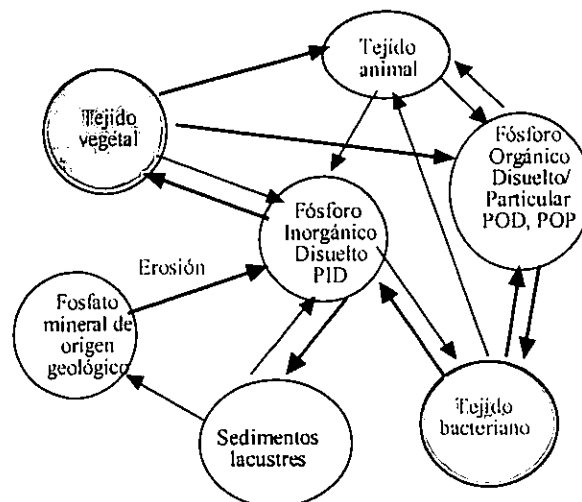 Tejido
animal
Tejido
vegetal
Fósforo
Orgánico
Disuelto/
Particular
POD, POP
Fósforo
Inorgánico
Disuelto
PID
Erosión
Fosfato
mineral de
origen
geológico
Sedimentos
lacustres
Tejido
bacteriano